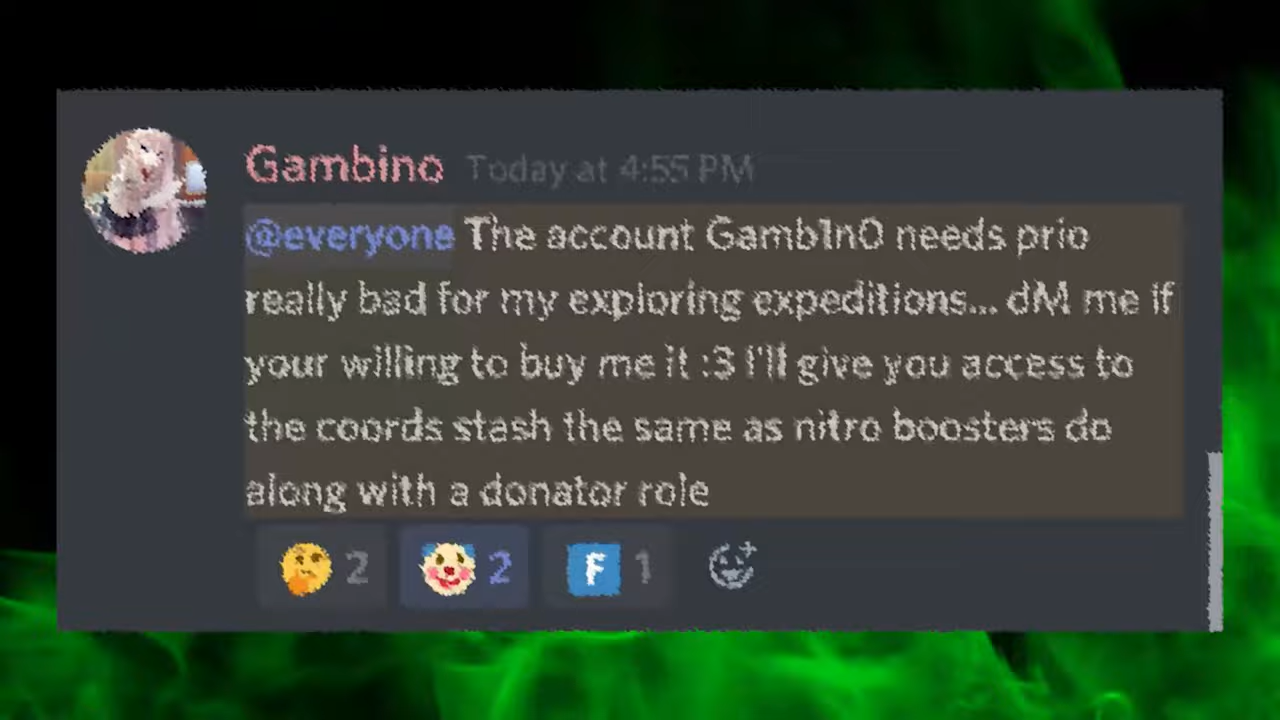 Gambino Today at 4:55 PM
@everyone The account Gamb1n0 needs prio
really bad for my exploring expeditions... dM me if
your willing to buy me it :3 I'll give you access to
the coords stash the same as nitro boosters do
along with a donator role
2 2 F 1